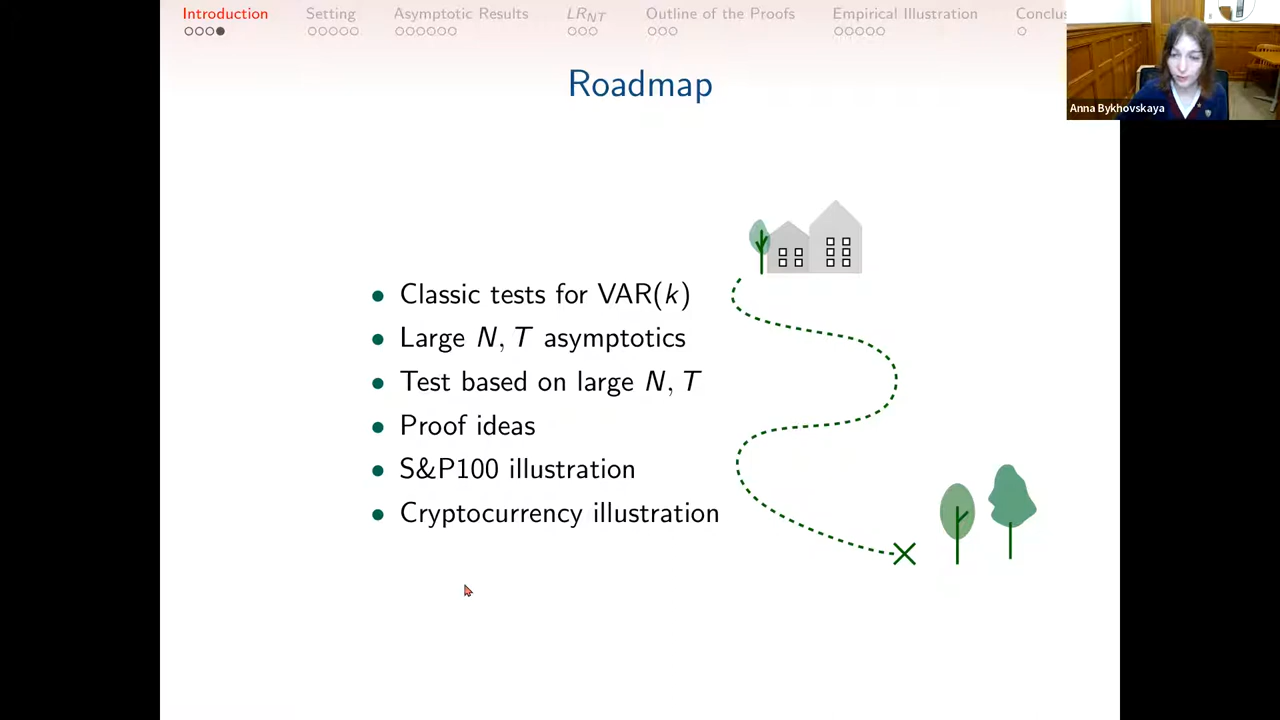 Introduction Setting Asymptotic Results LR_NT Outline of the Proofs Empirical Illustration Conclus
Anna Bykhovskaya
Roadmap
• Classic tests for VAR(k)
• Large N, T asymptotics
• Test based on large N, T
• Proof ideas
• S&P100 illustration
• Cryptocurrency illustration